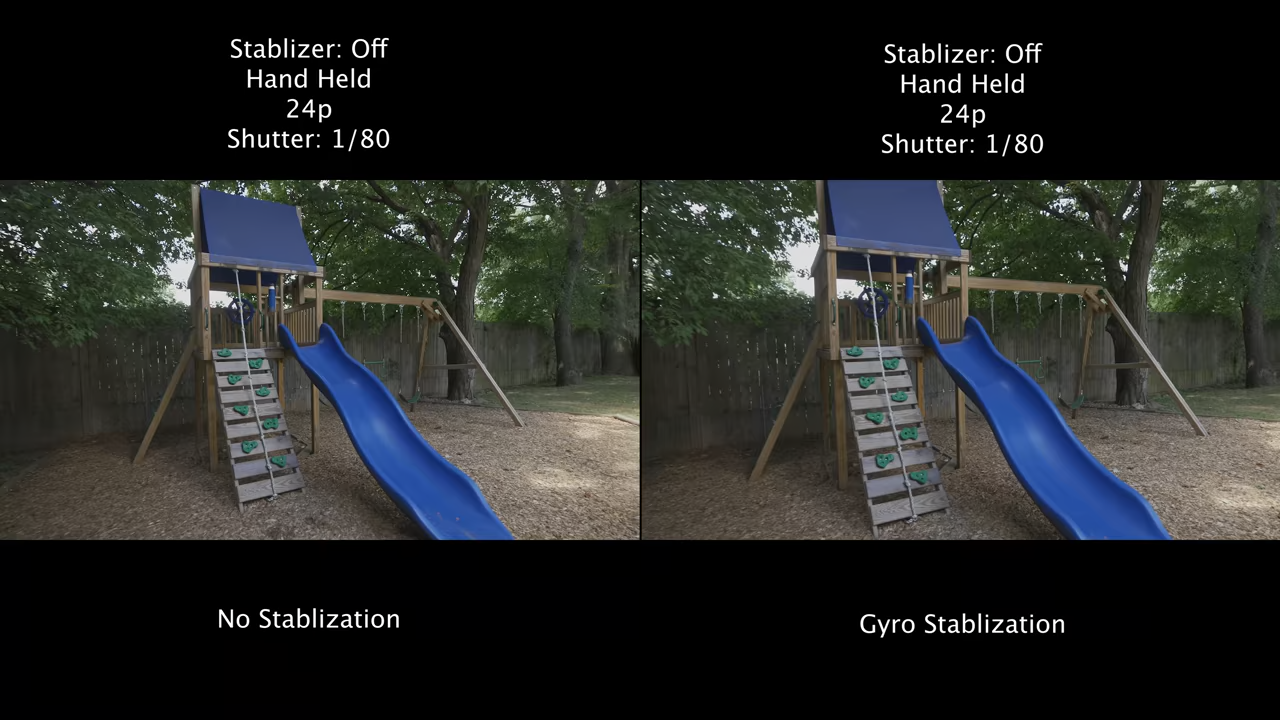 Stablizer: Off
Hand Held
24p
Shutter: 1/80
Stablizer: Off
Hand Held
24p
Shutter: 1/80
No Stablization
Gyro Stablization